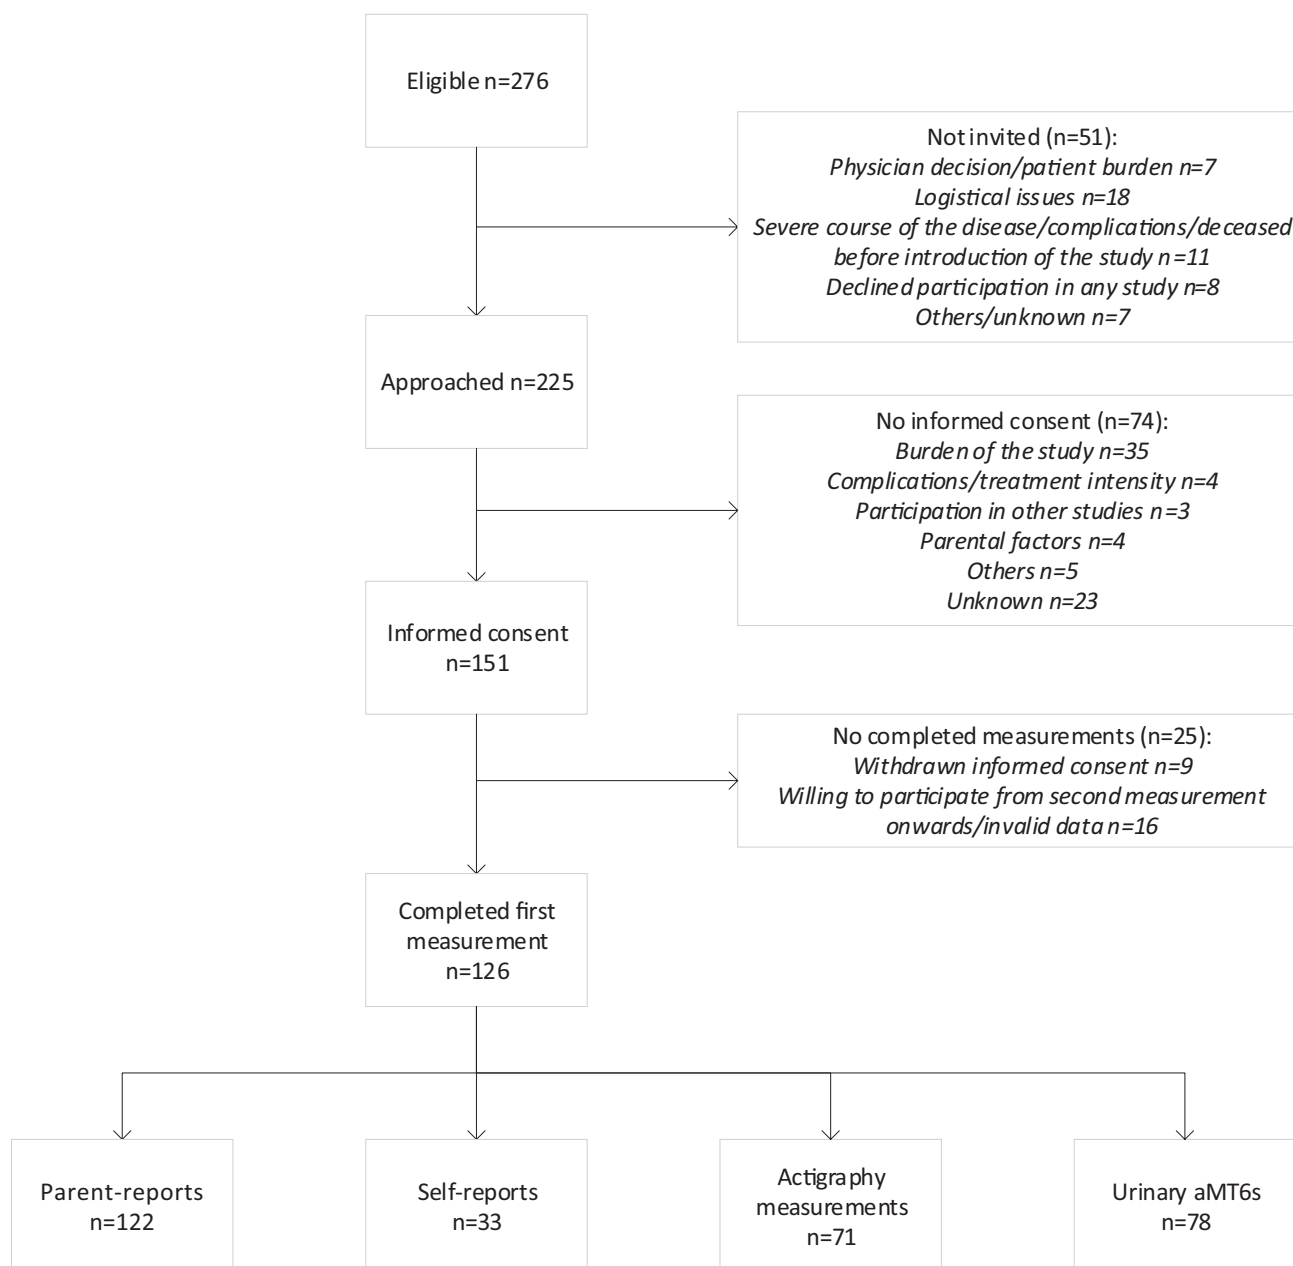 Eligible n=276
Not invited (n=51):
Physician decision/patient burden n=7
Logistical issues n=18
Severe course of the disease/complications/deceased
before introduction of the study n=11
Declined participation in any study n=8
Others/unknown n=7
Approached n=225
No informed consent (n=74):
Burden of the study n=35
Complications/treatment intensity n=4
Participation in other studies n=3
Parental factors n=4
Others n=5
Unknown n=23
Informed consent
n=151
No completed measurements (n=25):
Withdrawn informed consent n=9
Willing to participate from second measurement
onwards/invalid data n=16
Completed first
measurement
n=126
Parent-reports
n=122
Self-reports
n=33
Actigraphy
measurements
n=71
Urinary aMT6s
n=78